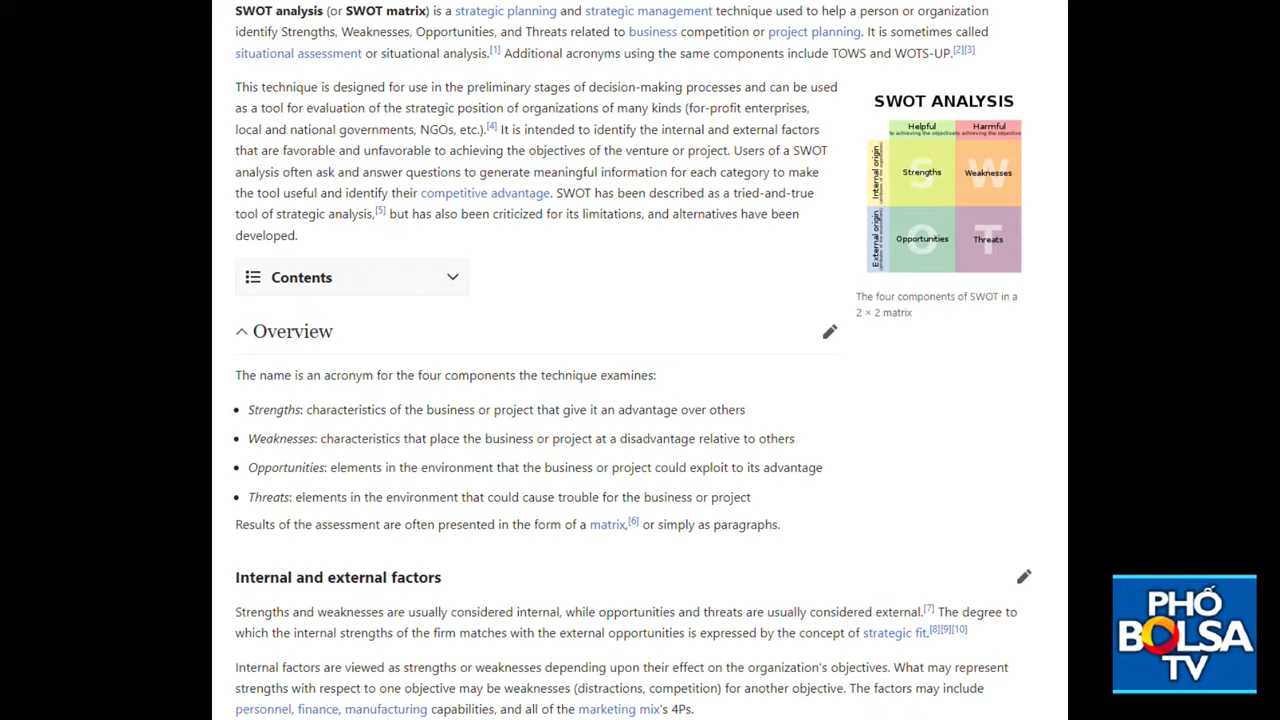 SWOT analysis (or SWOT matrix) is a strategic planning and strategic management technique used to help a person or organization
identify Strengths, Weaknesses, Opportunities, and Threats related to business competition or project planning. It is sometimes called
situational assessment or situational analysis.[1] Additional acronyms using the same components include TOWS and WOTS-UP.[2][3]
This technique is designed for use in the preliminary stages of decision-making processes and can be used
as a tool for evaluation of the strategic position of organizations of many kinds (for-profit enterprises,
local and national governments, NGOs, etc.).[4] It is intended to identify the internal and external factors
that are favorable and unfavorable to achieving the objectives of the venture or project. Users of a SWOT
analysis often ask and answer questions to generate meaningful information for each category to make
the tool useful and identify their competitive advantage. SWOT has been described as a tried-and-true
tool of strategic analysis,[5] but has also been criticized for its limitations, and alternatives have been
developed.
SWOT ANALYSIS
Helpful
Harmful
to achieving the objective
to achieving the objective
Internal origin
S
Strengths
W
Weaknesses
External origin
O
Opportunities
T
Threats
The four components of SWOT in a
2 × 2 matrix
Contents
Overview
The name is an acronym for the four components the technique examines:
• Strengths: characteristics of the business or project that give it an advantage over others
• Weaknesses: characteristics that place the business or project at a disadvantage relative to others
• Opportunities: elements in the environment that the business or project could exploit to its advantage
• Threats: elements in the environment that could cause trouble for the business or project
Results of the assessment are often presented in the form of a matrix,[6] or simply as paragraphs.
Internal and external factors
Strengths and weaknesses are usually considered internal, while opportunities and threats are usually considered external.[7] The degree to
which the internal strengths of the firm matches with the external opportunities is expressed by the concept of strategic fit.[8][9][10]
Internal factors are viewed as strengths or weaknesses depending upon their effect on the organization's objectives. What may represent
strengths with respect to one objective may be weaknesses (distractions, competition) for another objective. The factors may include
personnel, finance, manufacturing capabilities, and all of the marketing mix's 4Ps.
PHỐ
BOLSA
TV